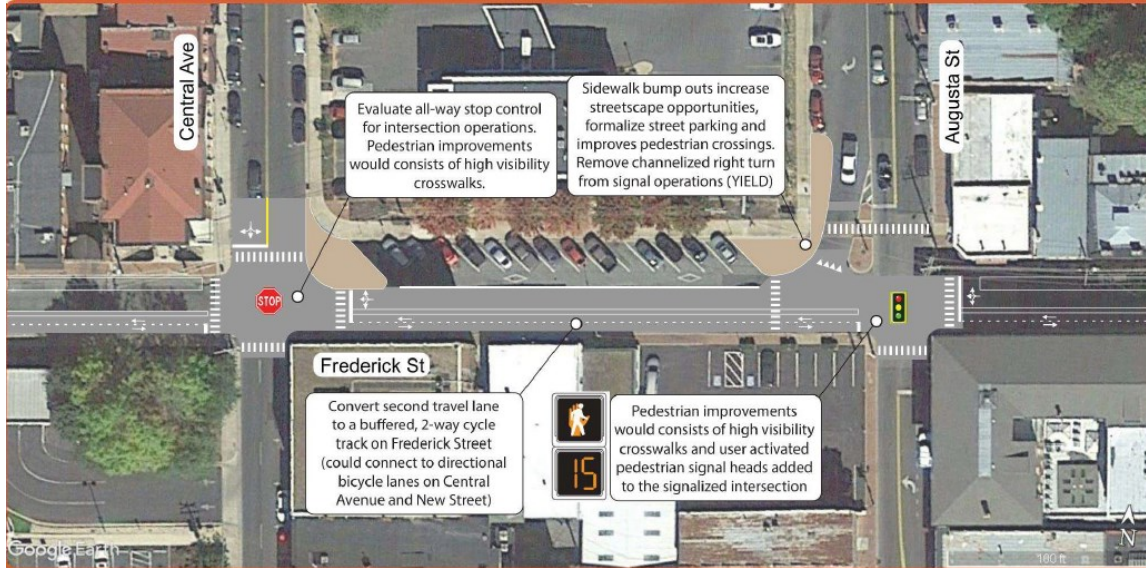 Central Ave
Augusta St
Evaluate all-way stop control
for intersection operations.
Pedestrian improvements
would consists of high visibility
crosswalks.
Sidewalk bump outs increase
streetscape opportunities,
formalize street parking and
improves pedestrian crossings.
Remove channelized right turn
from signal operations (YIELD)
STOP
Frederick St
Convert second travel lane
to a buffered, 2-way cycle
track on Frederick Street
(could connect to directional
bicycle lanes on Central
Avenue and New Street)
15
Pedestrian improvements
would consists of high visibility
crosswalks and user activated
pedestrian signal heads added
to the signalized intersection
Google Earth
100 ft
N